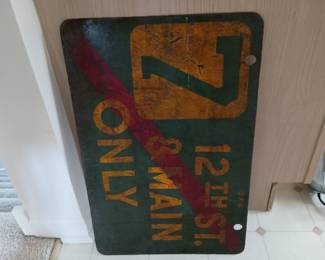 7
12TH ST.
& MAIN
ONLY